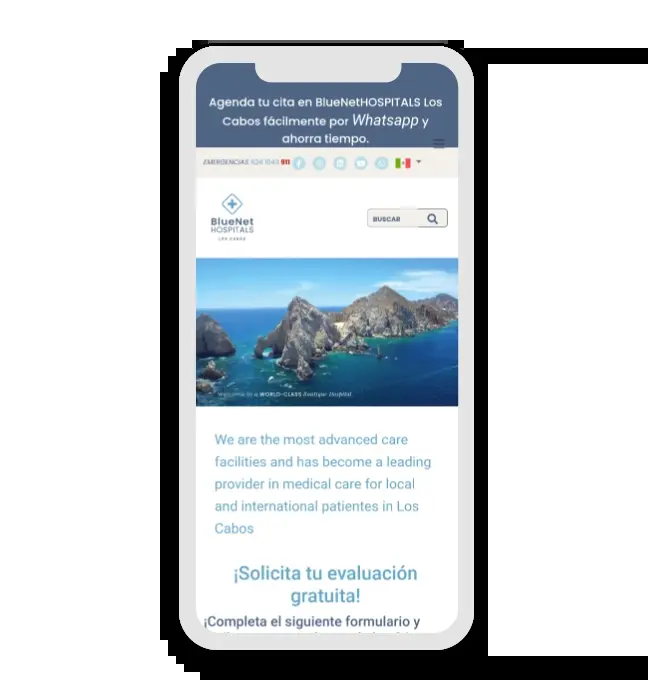 Agenda tu cita en BlueNetHOSPITALS Los
Cabos fácilmente por Whatsapp y
ahorra tiempo.
EMERGENCIAS 624 1043 911
BlueNet
HOSPITALS
LOS CABOS
BUSCAR
Welcome to a WORLD-CLASS Boutique Hospital
We are the most advanced care
facilities and has become a leading
provider in medical care for local
and international patientes in Los
Cabos
¡Solicita tu evaluación
gratuita!
¡Completa el siguiente formulario y